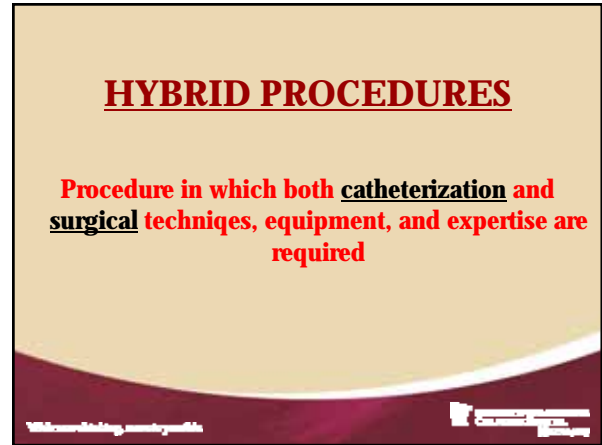 HYBRID PROCEDURES
Procedure in which both catheterization and
surgical techniqes, equipment, and expertise are
required